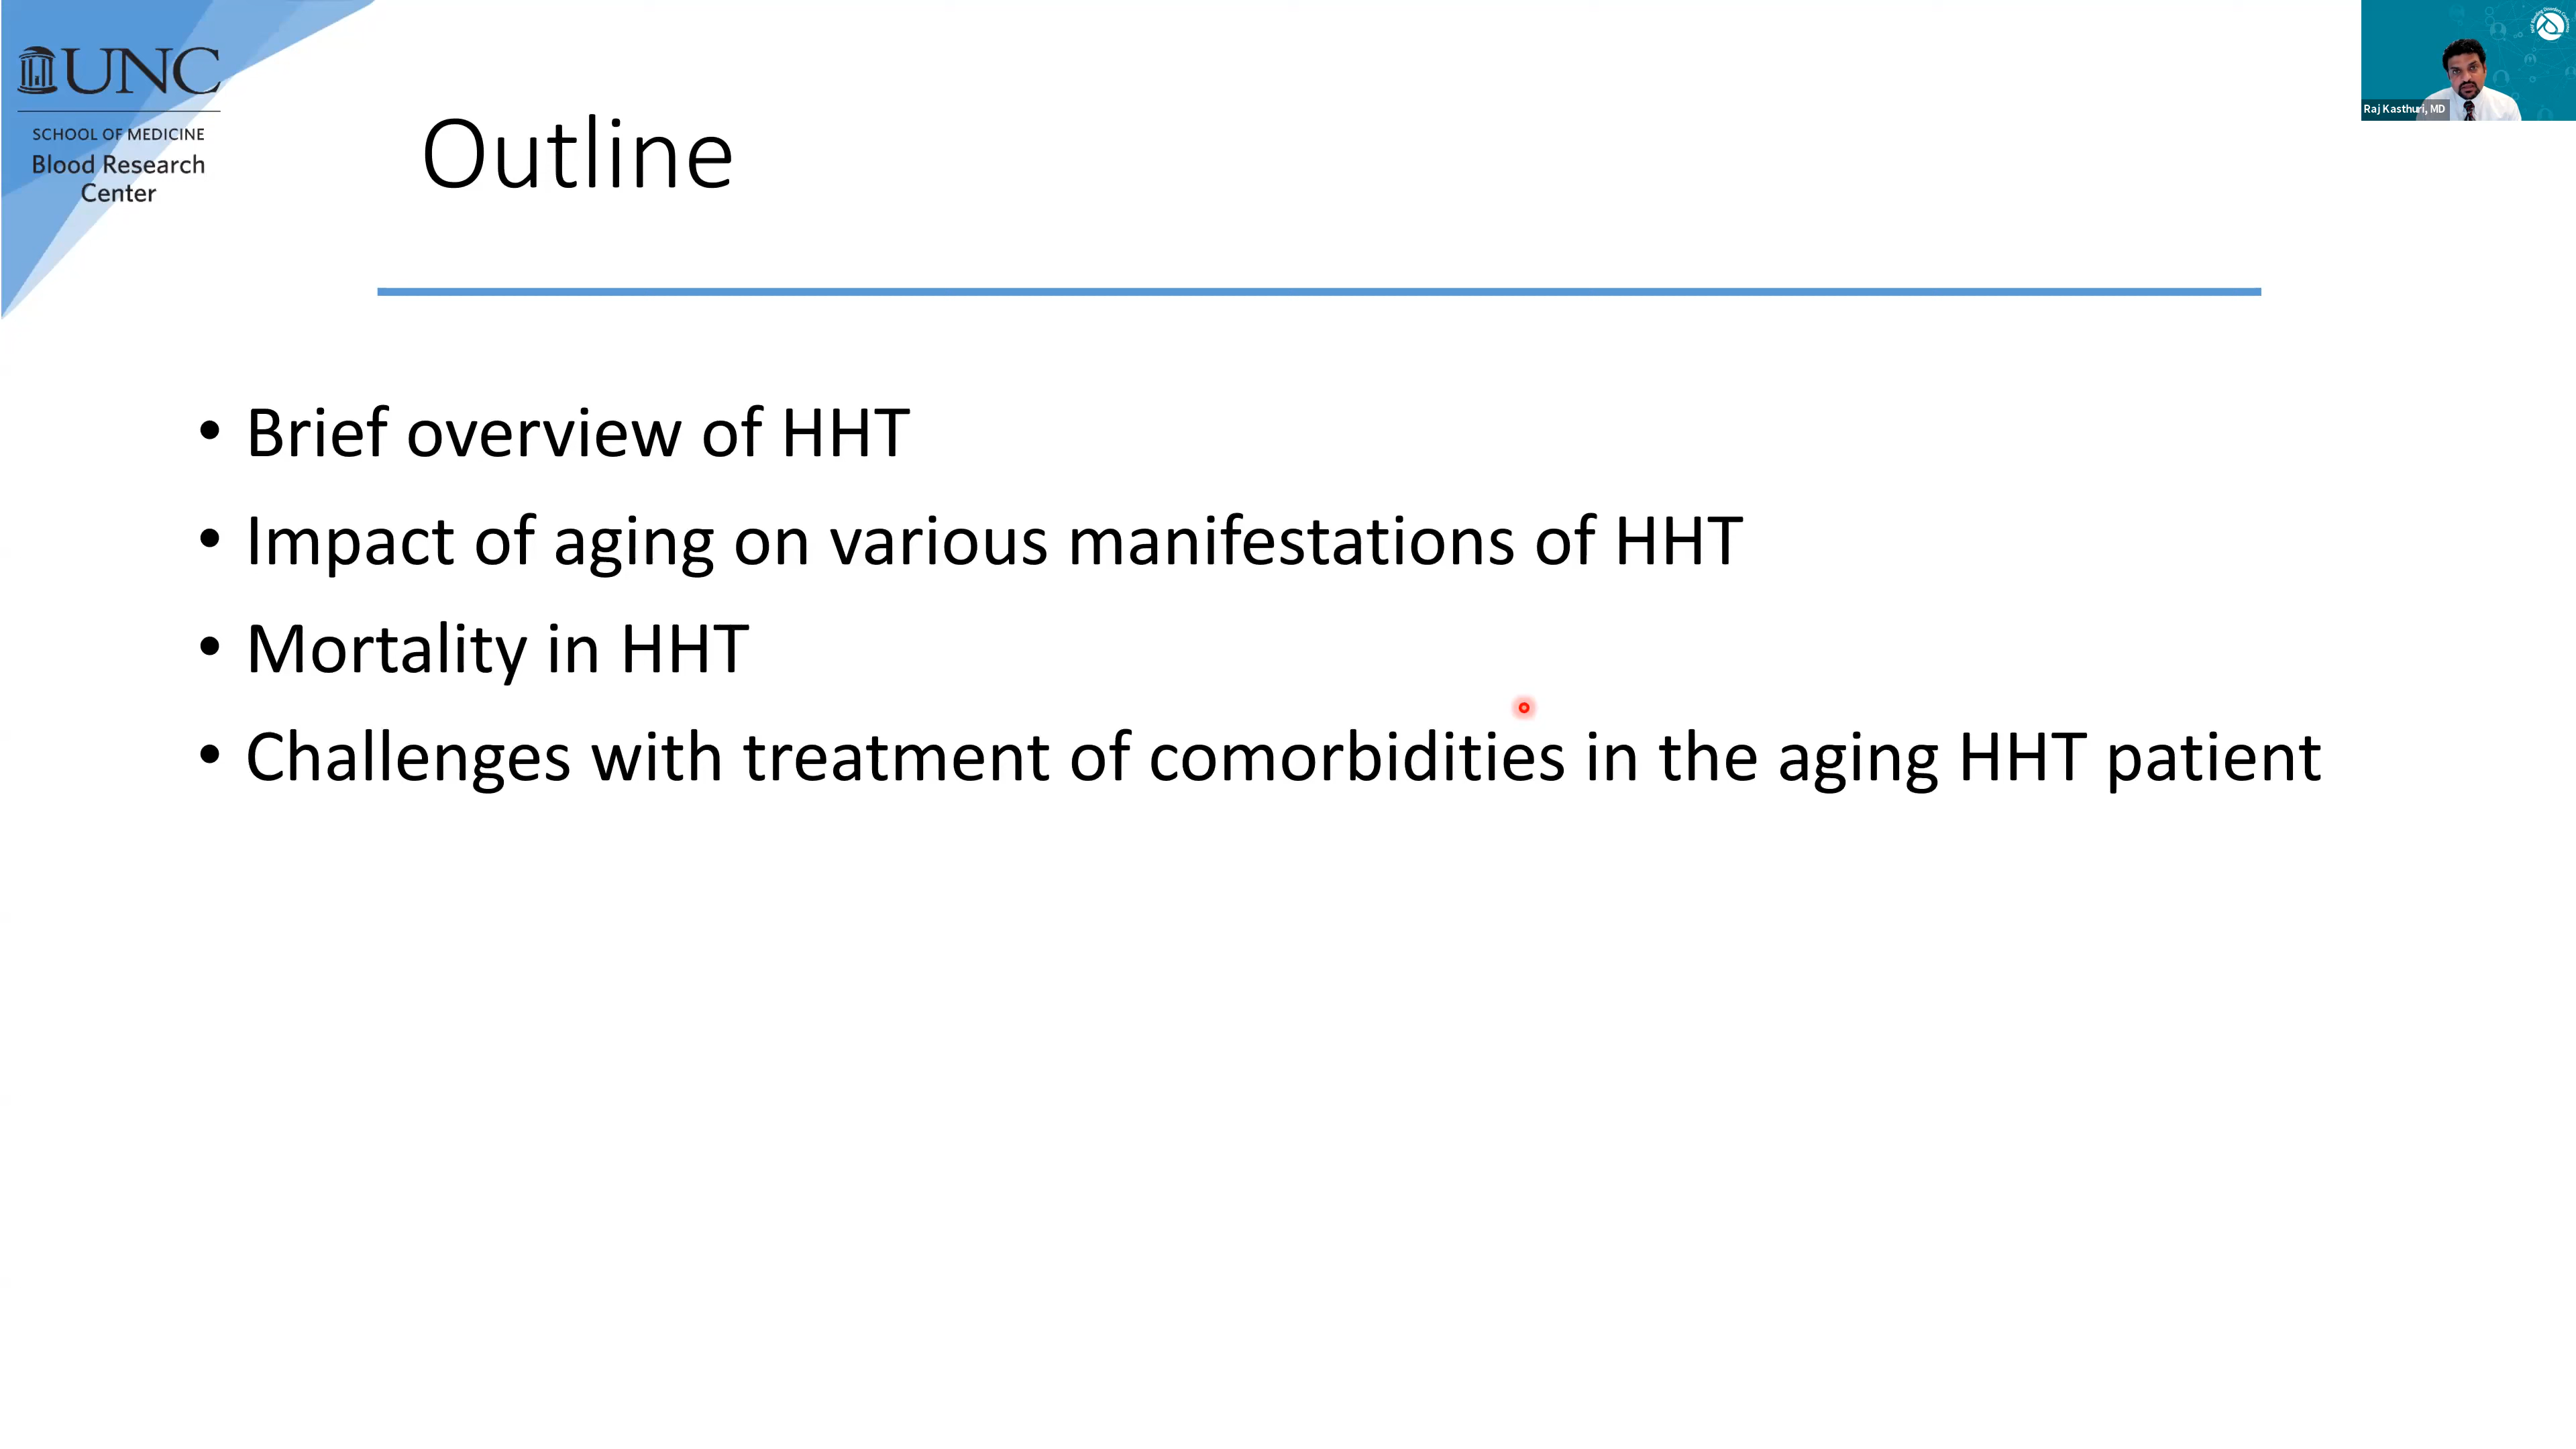 UNC
SCHOOL OF MEDICINE
Blood Research
Center
Outline
Raj Kasthuri, MD
• Brief overview of HHT
• Impact of aging on various manifestations of HHT
• Mortality in HHT
• Challenges with treatment of comorbidities in the aging HHT patient